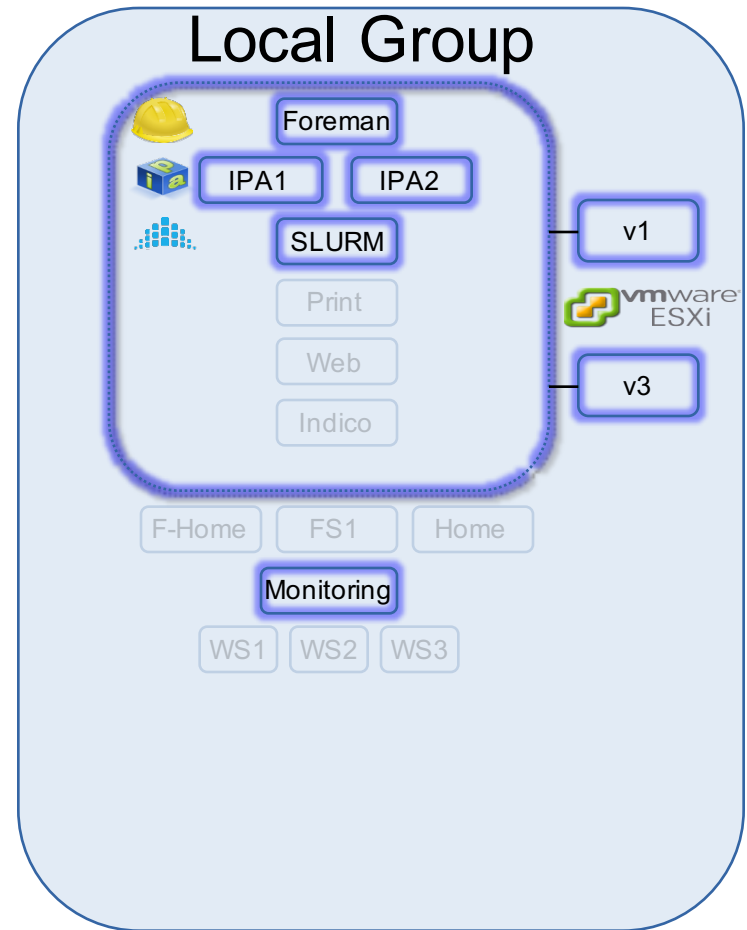 Local Group
Foreman
IPA1 IPA2
SLURM
v1
Print
vmware®
ESXi
Web
v3
Indico
F-Home FS1 Home
Monitoring
WS1 WS2 WS3
ipa